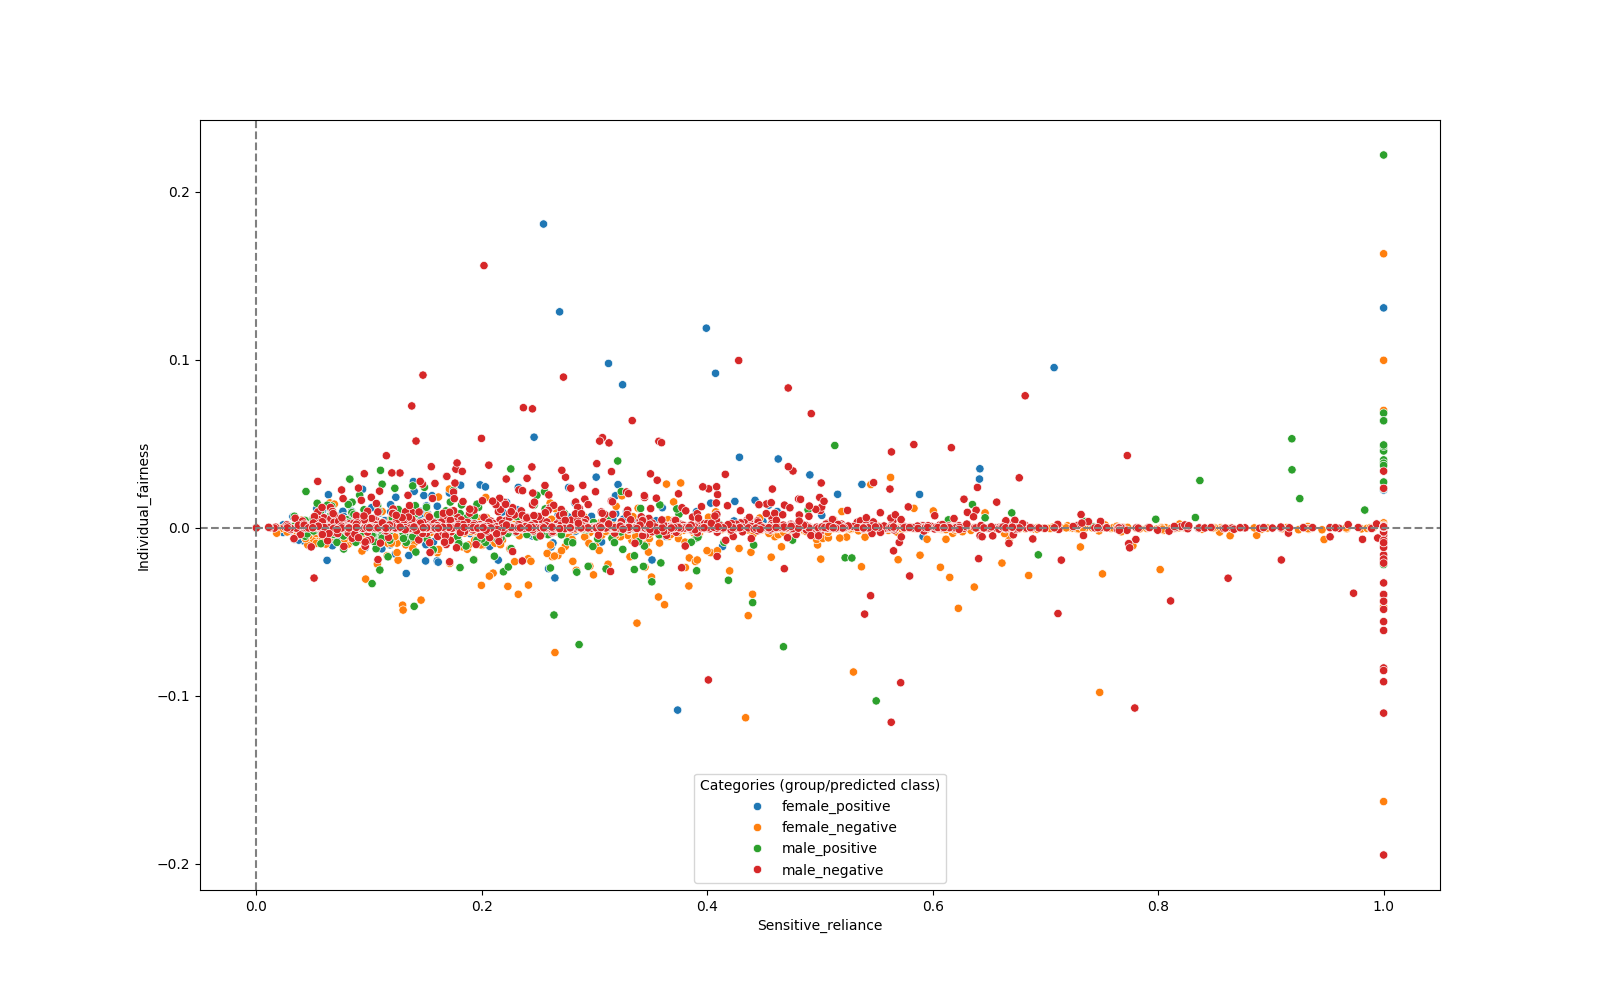 0.2
0.1
0.0
−0.1
−0.2
Individual_fairness
0.0
0.2
0.4
0.6
0.8
1.0
Sensitive_reliance
Categories (group/predicted class)
female_positive
female_negative
male_positive
male_negative